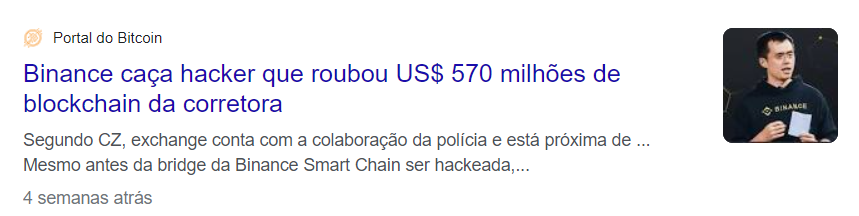 Portal do Bitcoin
Binance caça hacker que roubou US$ 570 milhões de
blockchain da corretora
Segundo CZ, exchange conta com a colaboração da polícia e está próxima de ...
Mesmo antes da bridge da Binance Smart Chain ser hackeada,...
4 semanas atrás
BINANCE